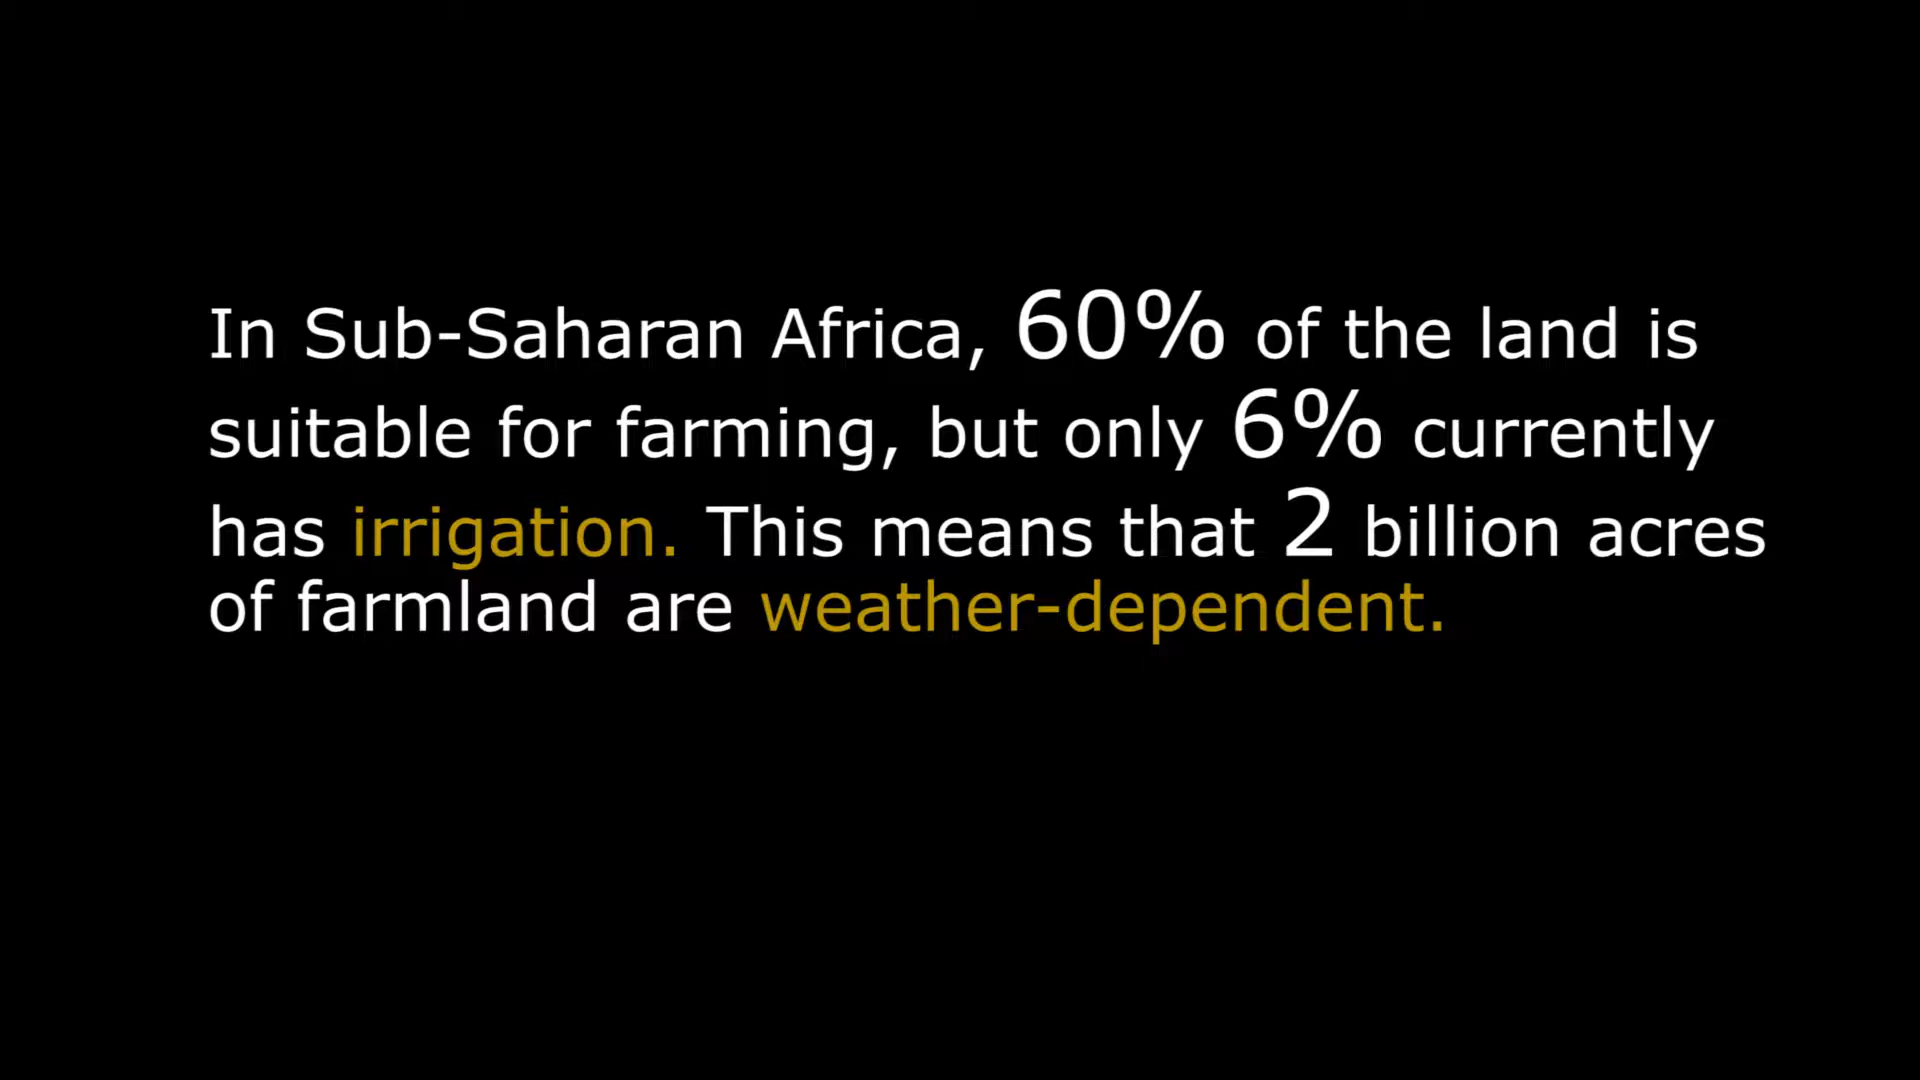 In Sub-Saharan Africa, 60% of the land is
suitable for farming, but only 6% currently
has irrigation. This means that 2 billion acres
of farmland are weather-dependent.